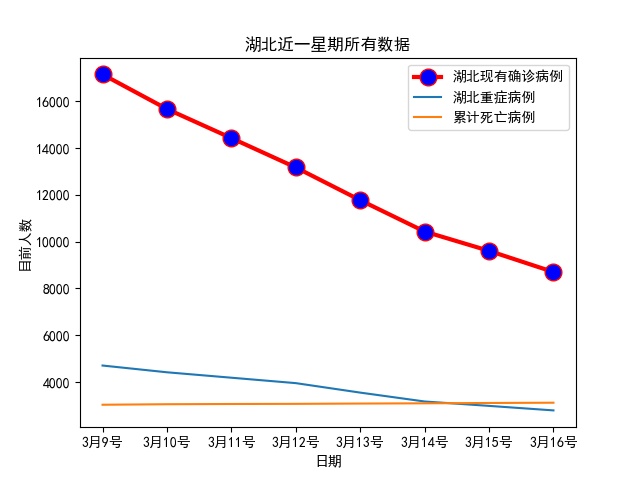 湖北近一星期所有数据
湖北现有确诊病例
湖北重症病例
累计死亡病例
目前人数
16000
14000
12000
10000
8000
6000
4000
3月9号 3月10号 3月11号 3月12号 3月13号 3月14号 3月15号 3月16号
日期